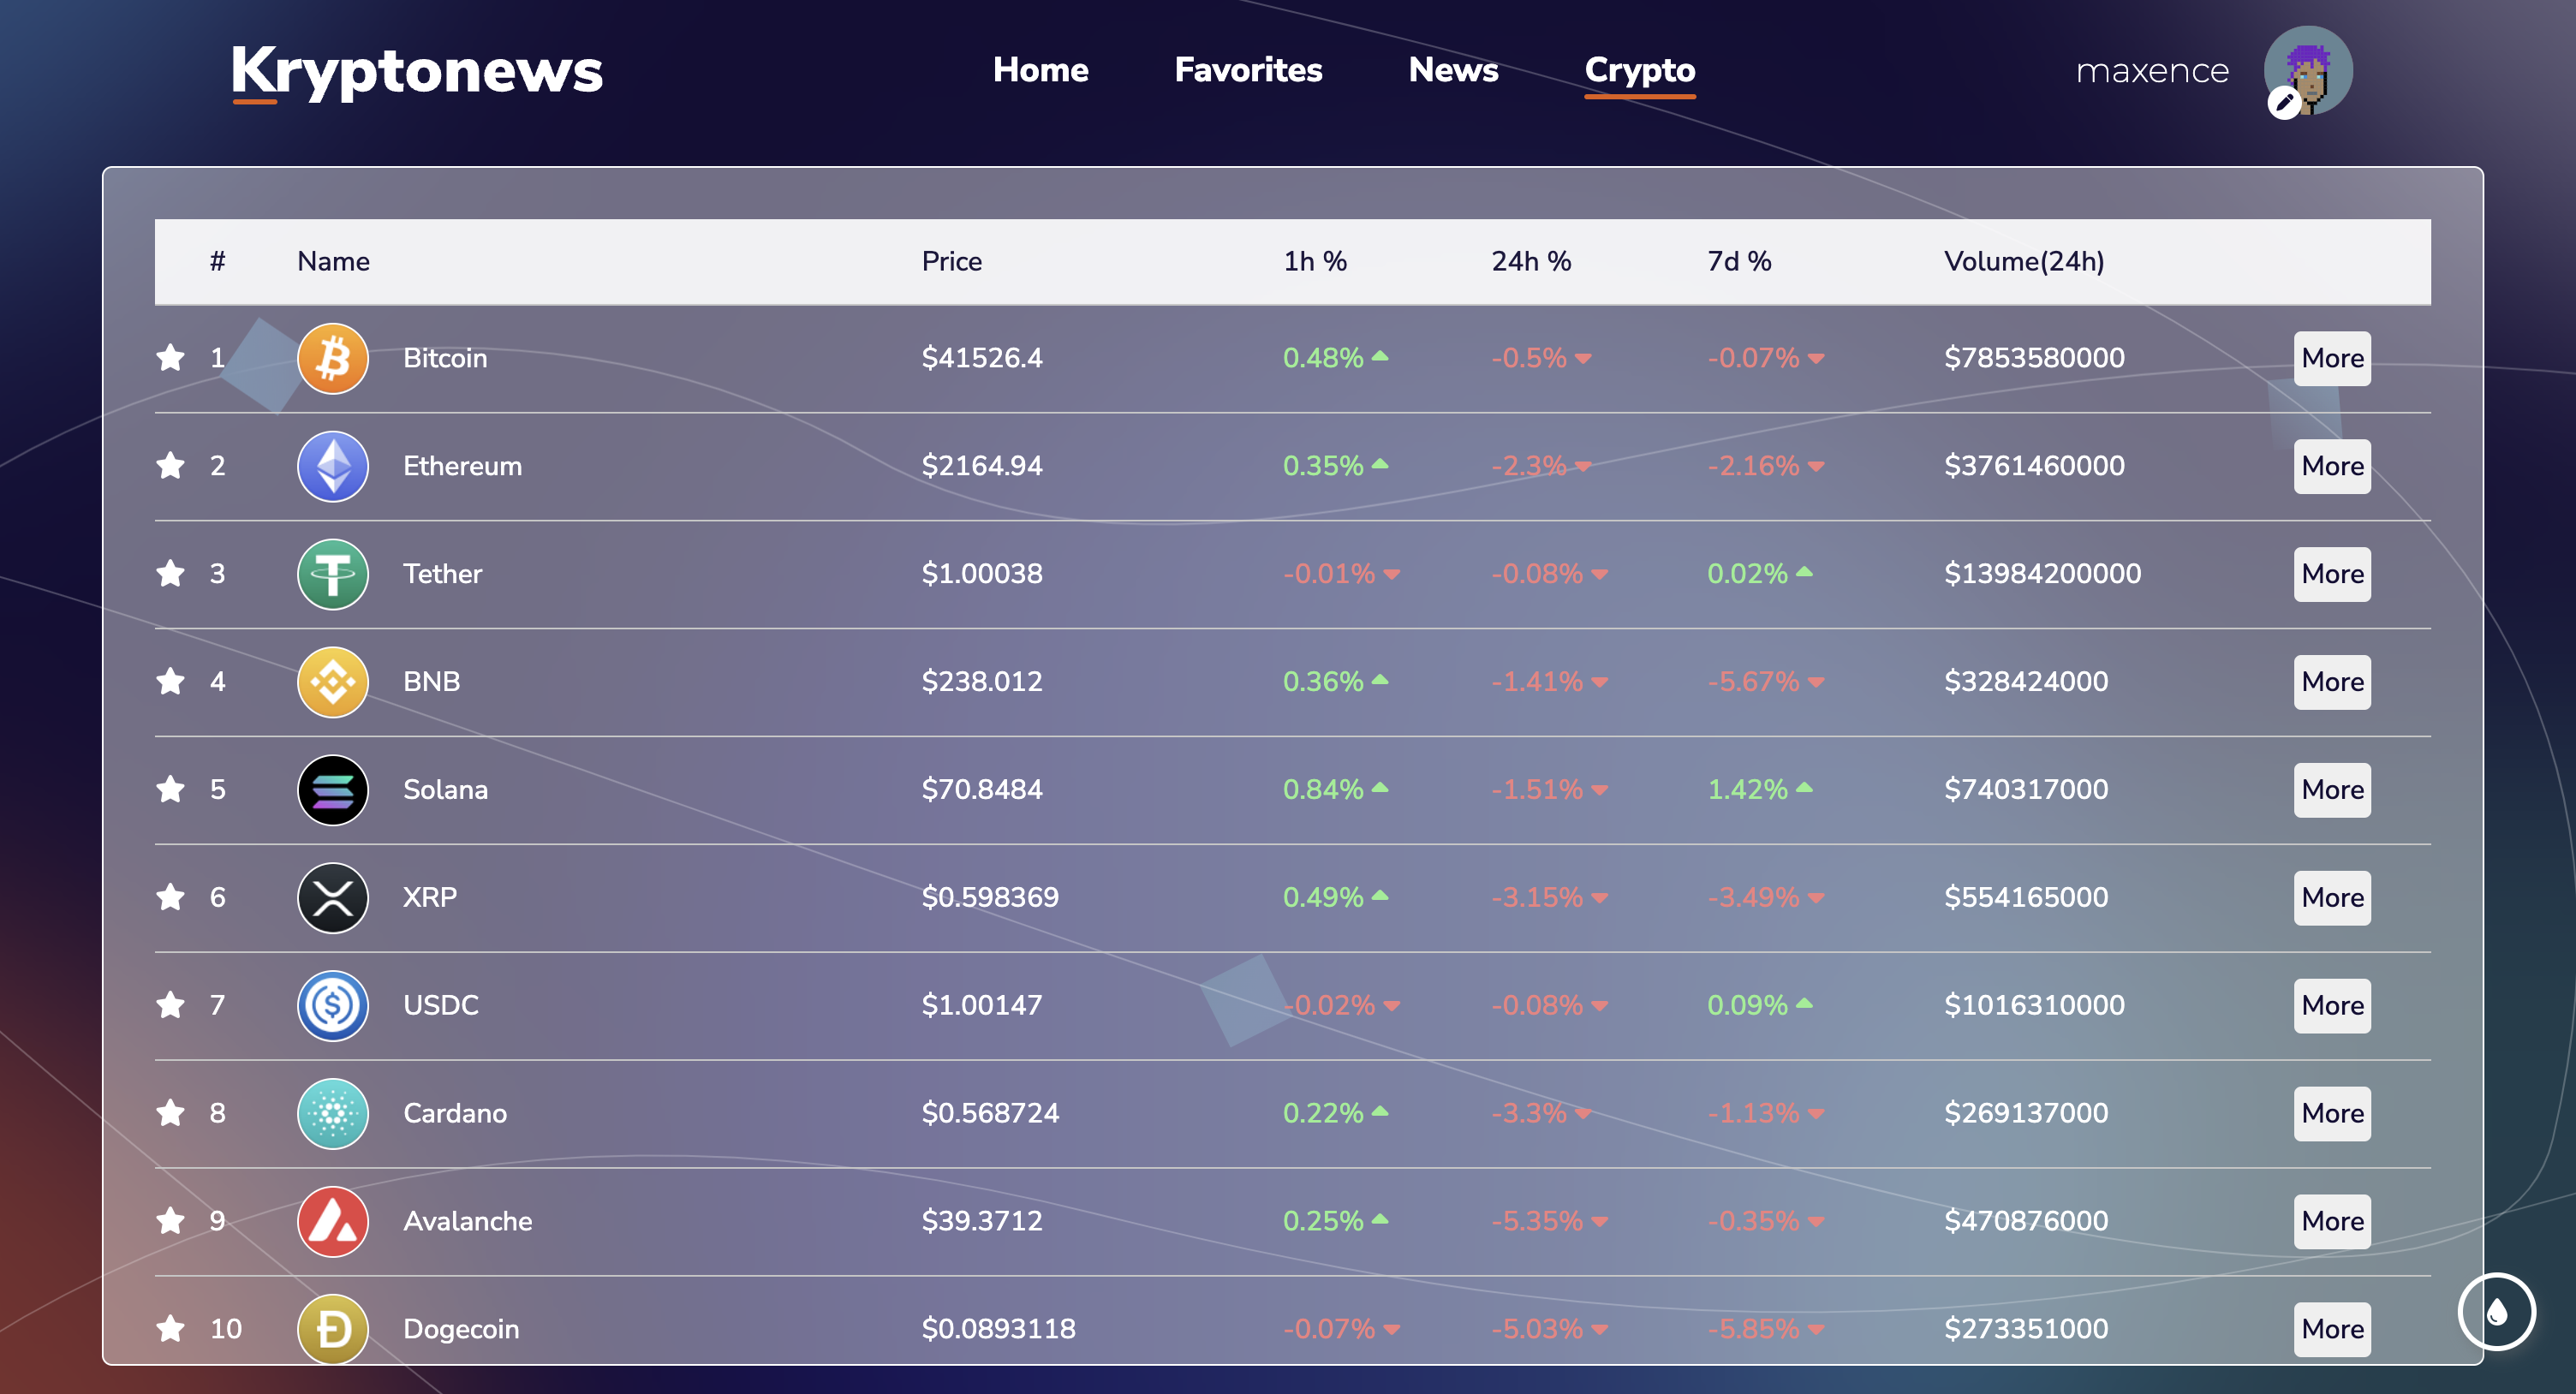 Kryptonews Home Favorites News Crypto maxence
# Name Price 1h % 24h % 7d % Volume(24h)
1 Bitcoin $41526.4 0.48% -0.5% -0.07% $7853580000 More
2 Ethereum $2164.94 0.35% -2.3% -2.16% $3761460000 More
3 Tether $1.00038 -0.01% -0.08% 0.02% $13984200000 More
4 BNB $238.012 0.36% -1.41% -5.67% $328424000 More
5 Solana $70.8484 0.84% -1.51% 1.42% $740317000 More
6 XRP $0.598369 0.49% -3.15% -3.49% $554165000 More
7 USDC $1.00147 -0.02% -0.08% 0.09% $1016310000 More
8 Cardano $0.568724 0.22% -3.3% -1.13% $269137000 More
9 Avalanche $39.3712 0.25% -5.35% -0.35% $470876000 More
10 Dogecoin $0.0893118 -0.07% -5.03% -5.85% $273351000 More